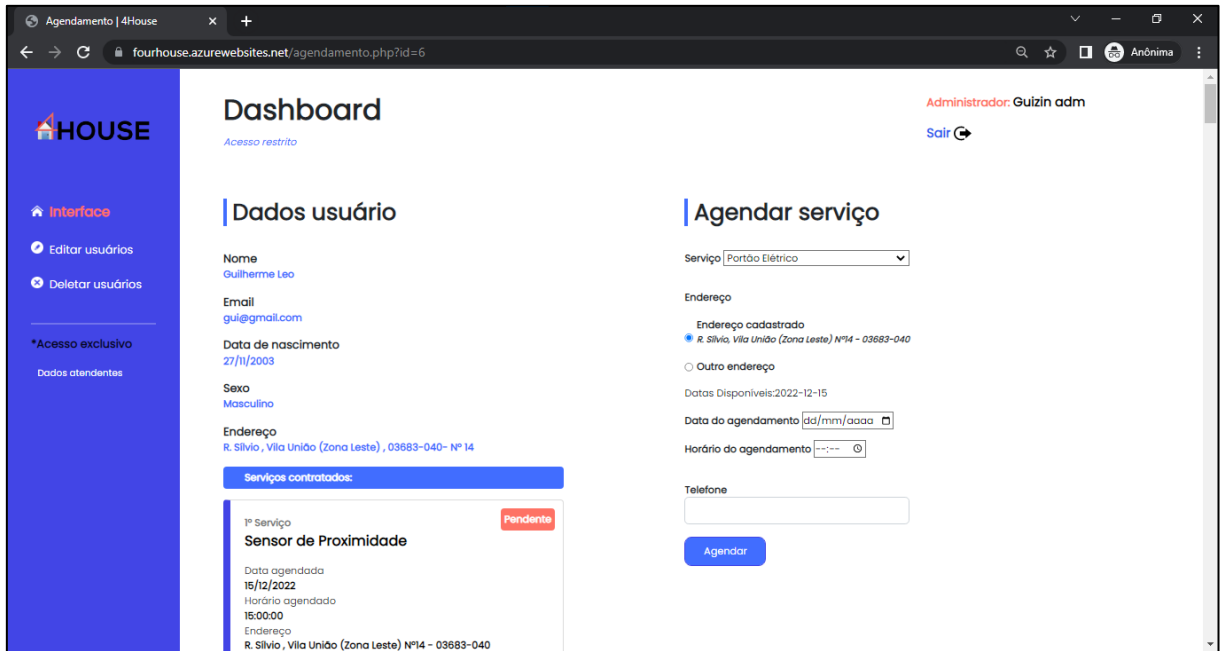 Agendamento | 4House
fourhouse.azurewebsites.net/agendamento.php?id=6
Anônima
4HOUSE
Interface
Editar usuários
Deletar usuários
*Acesso exclusivo
Dados atendentes
Dashboard
Acesso restrito
Administrador: Guizin adm
Sair
Dados usuário
Nome
Guilherme Leo
Email
gui@gmail.com
Data de nascimento
27/11/2003
Sexo
Masculino
Endereço
R. Sílvio , Vila União (Zona Leste) , 03683-040- Nº 14
Serviços contratados:
1º Serviço
Pendente
Sensor de Proximidade
Data agendada
15/12/2022
Horário agendado
15:00:00
Endereço
R. Sílvio , Vila União (Zona Leste) Nº14 - 03683-040
Agendar serviço
Serviço Portão Elétrico
Endereço
Endereço cadastrado
R. Sílvio, Vila União (Zona Leste) Nº14 - 03683-040
Outro endereço
Datas Disponíveis:2022-12-15
Data do agendamento dd/mm/aaaa
Horário do agendamento --:--
Telefone
Agendar